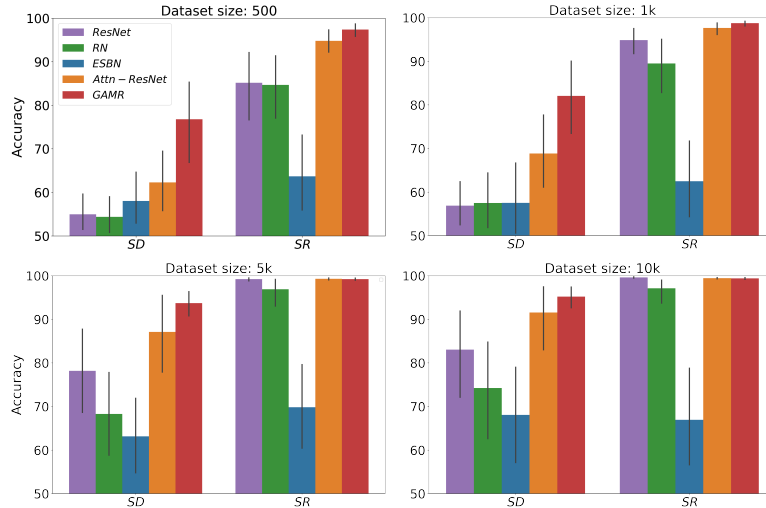 Dataset size: 500
100
90
80
70
60
50
Accuracy
ResNet
RN
ESBN
Attn−ResNet
GAMR
SD
SR
Dataset size: 1k
100
90
80
70
60
50
SD
SR
Dataset size: 5k
100
90
80
70
60
50
Accuracy
SD
SR
Dataset size: 10k
100
90
80
70
60
50
SD
SR